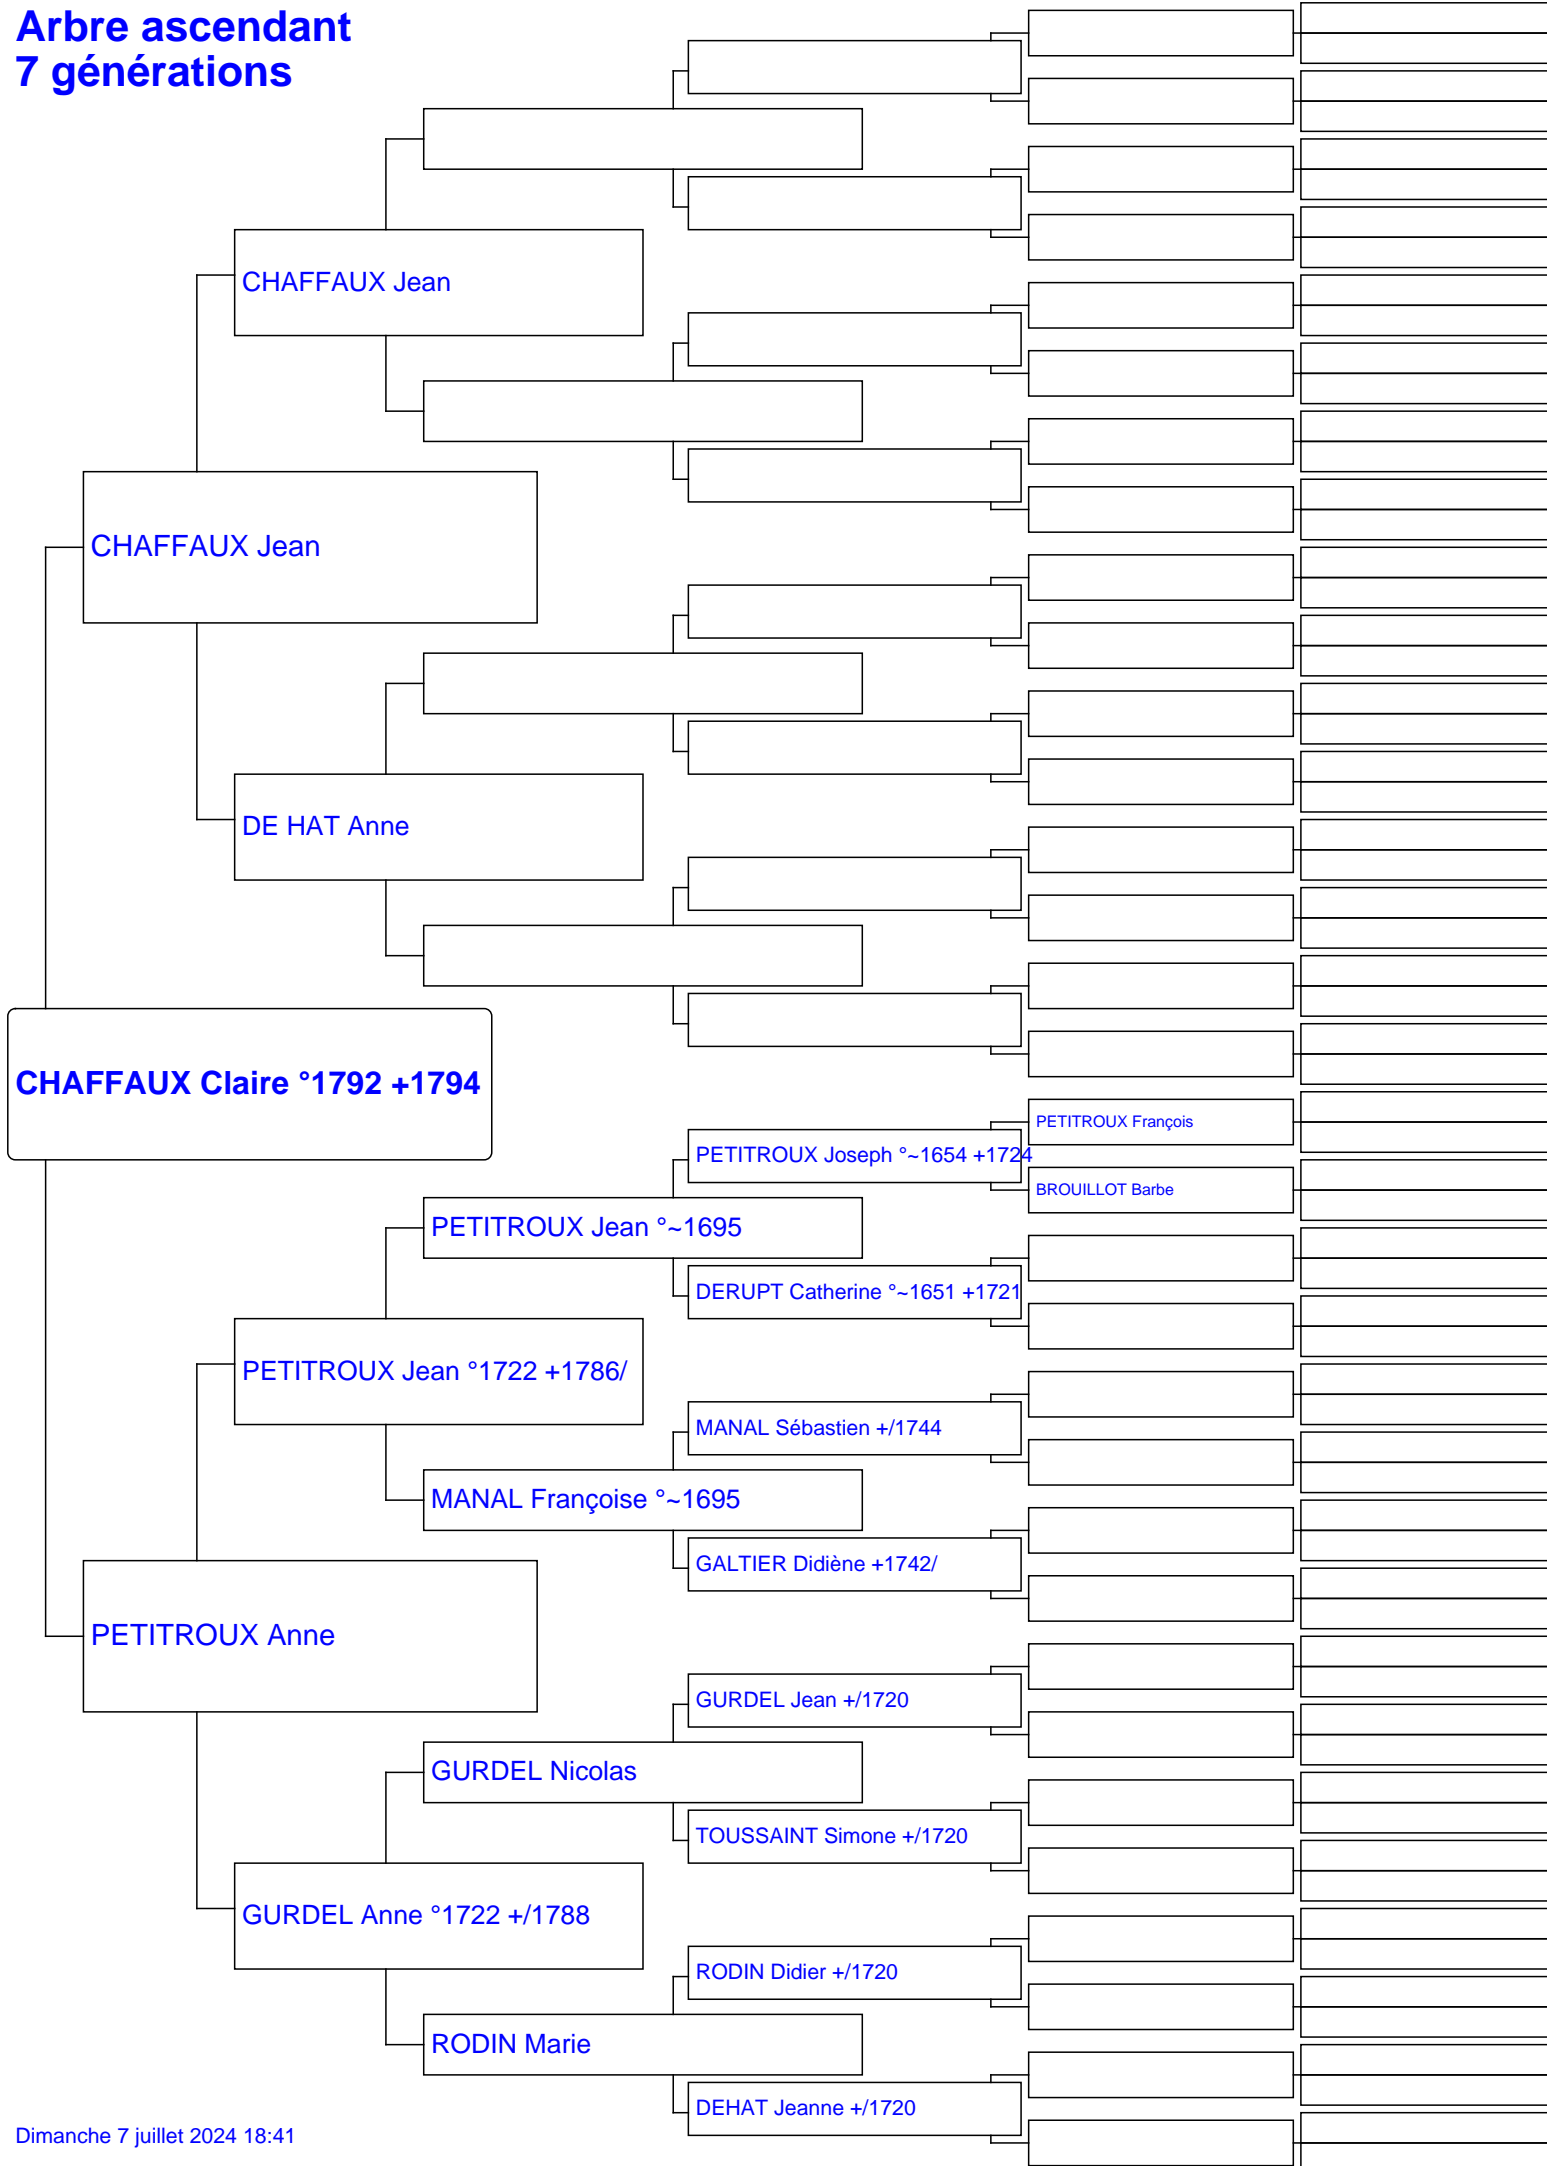 Arbre ascendant
7 générations
CHAFFAUX Jean
CHAFFAUX Jean
DE HAT Anne
CHAFFAUX Claire °1792 +1794
PETITROUX François
PETITROUX Joseph °~1654 +1724
BROUILLOT Barbe
PETITROUX Jean °~1695
DERUPT Catherine °~1651 +1721
PETITROUX Jean °1722 +1786/
MANAL Sébastien +/1744
MANAL Françoise °~1695
GALTIER Didiène +1742/
PETITROUX Anne
GURDEL Jean +/1720
GURDEL Nicolas
TOUSSAINT Simone +/1720
GURDEL Anne °1722 +/1788
RODIN Didier +/1720
RODIN Marie
DEHAT Jeanne +/1720
Dimanche 7 juillet 2024 18:41